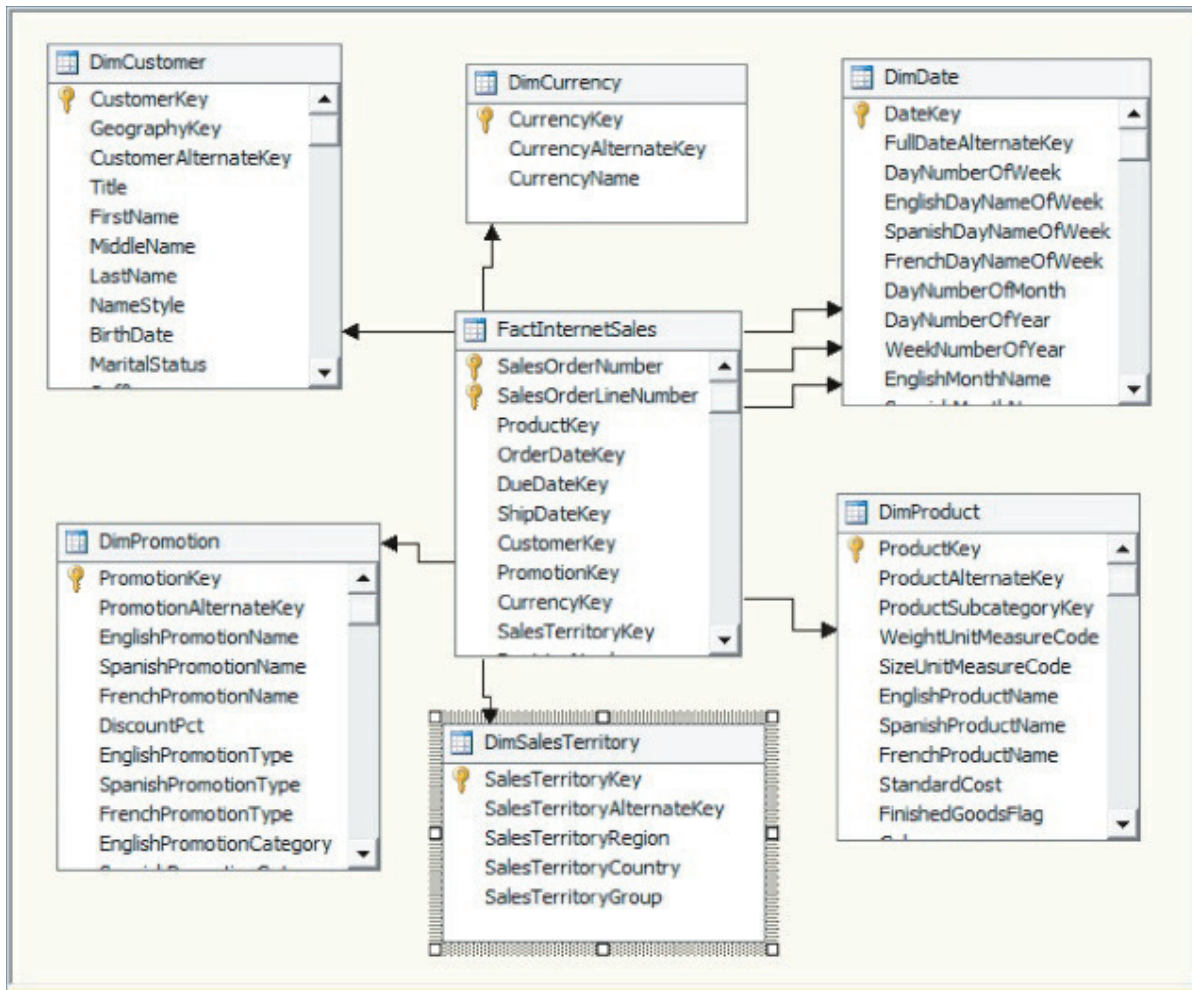 DimCustomer
CustomerKey
GeographyKey
CustomerAlternateKey
Title
FirstName
MiddleName
LastName
NameStyle
BirthDate
MaritalStatus
DimCurrency
CurrencyKey
CurrencyAlternateKey
CurrencyName
DimDate
DateKey
FullDateAlternateKey
DayNumberOfWeek
EnglishDayNameOfWeek
SpanishDayNameOfWeek
FrenchDayNameOfWeek
DayNumberOfMonth
DayNumberOfYear
WeekNumberOfYear
EnglishMonthName
FactInternetSales
SalesOrderNumber
SalesOrderLineNumber
ProductKey
OrderDateKey
DueDateKey
ShipDateKey
CustomerKey
PromotionKey
CurrencyKey
SalesTerritoryKey
DimPromotion
PromotionKey
PromotionAlternateKey
EnglishPromotionName
SpanishPromotionName
FrenchPromotionName
DiscountPct
EnglishPromotionType
SpanishPromotionType
FrenchPromotionType
EnglishPromotionCategory
DimProduct
ProductKey
ProductAlternateKey
ProductSubcategoryKey
WeightUnitMeasureCode
SizeUnitMeasureCode
EnglishProductName
SpanishProductName
FrenchProductName
StandardCost
FinishedGoodsFlag
DimSalesTerritory
SalesTerritoryKey
SalesTerritoryAlternateKey
SalesTerritoryRegion
SalesTerritoryCountry
SalesTerritoryGroup